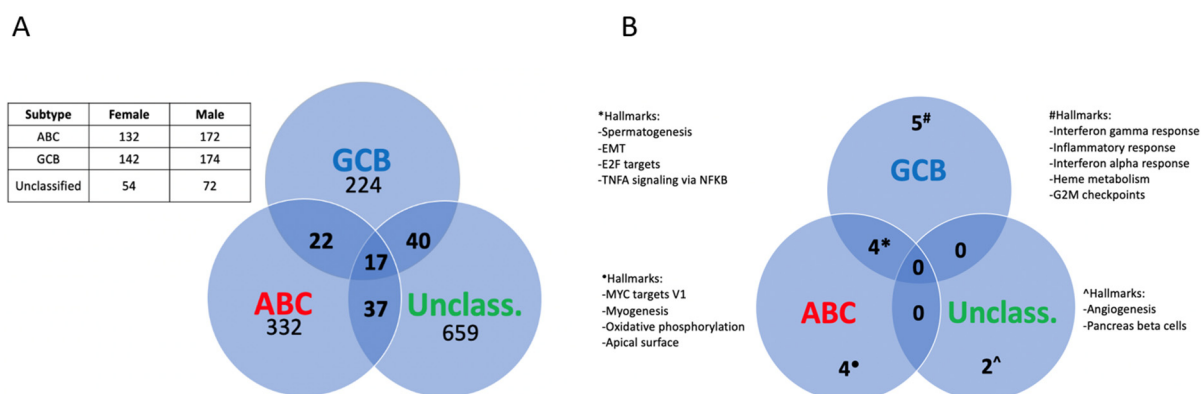 A
Subtype Female Male
ABC 132 172
GCB 142 174
Unclassified 54 72
GCB
224
22
40
17
37
ABC
332
Unclass.
659
B
*Hallmarks:
-Spermatogenesis
-EMT
-E2F targets
-TNFA signaling via NFKB
5#
GCB
#Hallmarks:
-Interferon gamma response
-Inflammatory response
-Interferon alpha response
-Heme metabolism
-G2M checkpoints
4*
0
0
0
•Hallmarks:
-MYC targets V1
-Myogenesis
-Oxidative phosphorylation
-Apical surface
ABC
4•
Unclass.
2^
^Hallmarks:
-Angiogenesis
-Pancreas beta cells